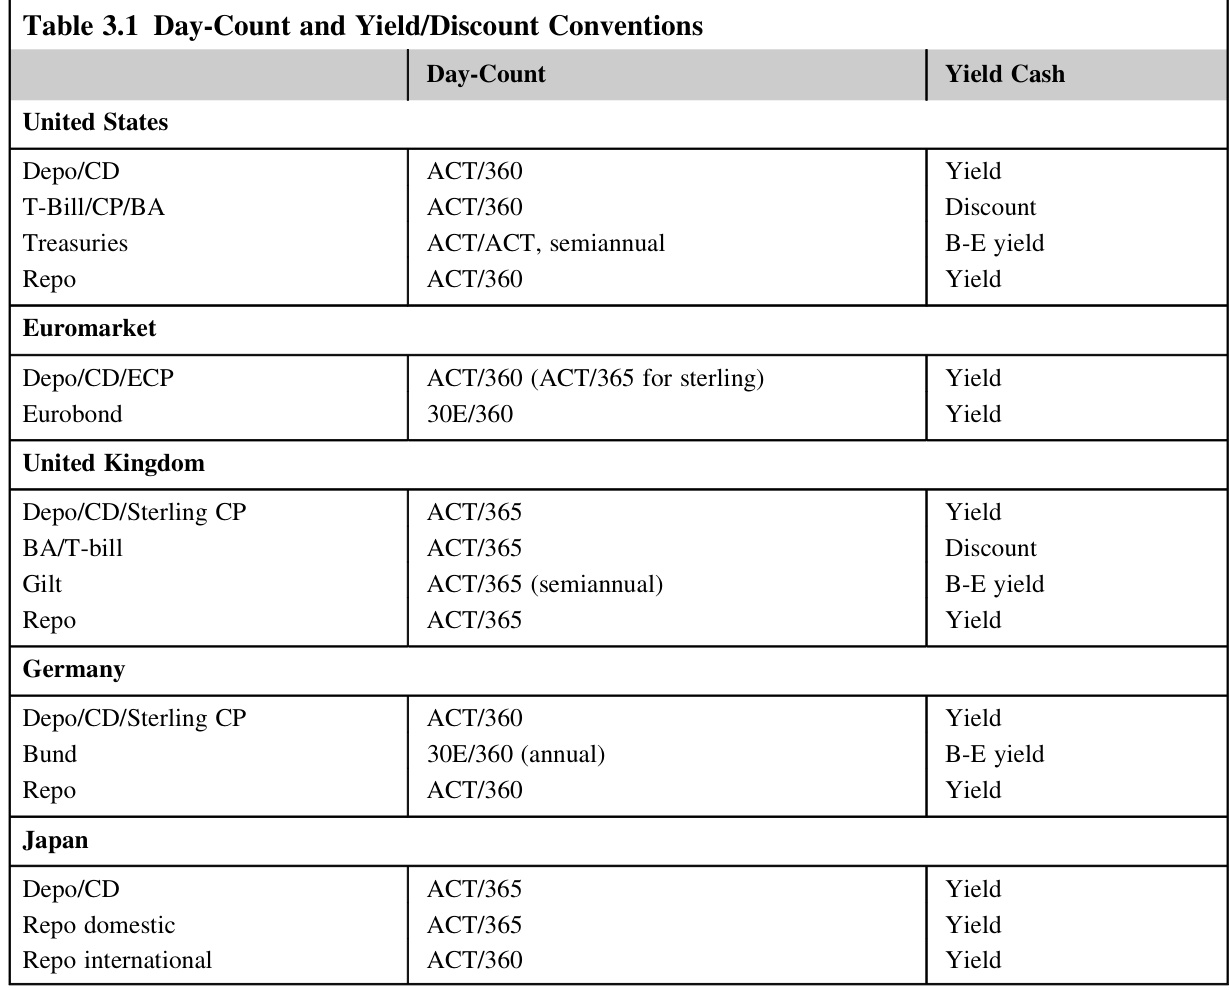 Table 3.1 Day-Count and Yield/Discount Conventions
Day-Count Yield Cash
United States
Depo/CD ACT/360 Yield
T-Bill/CP/BA ACT/360 Discount
Treasuries ACT/ACT, semiannual B-E yield
Repo ACT/360 Yield
Euromarket
Depo/CD/ECP ACT/360 (ACT/365 for sterling) Yield
Eurobond 30E/360 Yield
United Kingdom
Depo/CD/Sterling CP ACT/365 Yield
BA/T-bill ACT/365 Discount
Gilt ACT/365 (semiannual) B-E yield
Repo ACT/365 Yield
Germany
Depo/CD/Sterling CP ACT/360 Yield
Bund 30E/360 (annual) B-E yield
Repo ACT/360 Yield
Japan
Depo/CD ACT/365 Yield
Repo domestic ACT/365 Yield
Repo international ACT/360 Yield